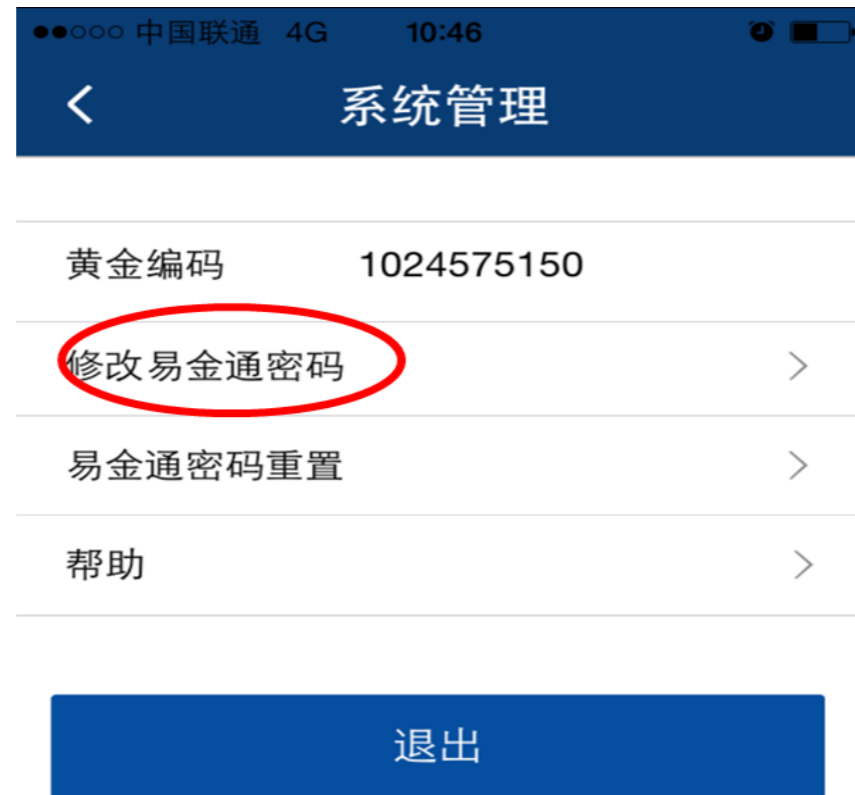 中国联通 4G 10:46
系统管理
黄金编码 1024575150
修改易金通密码
易金通密码重置
帮助
退出